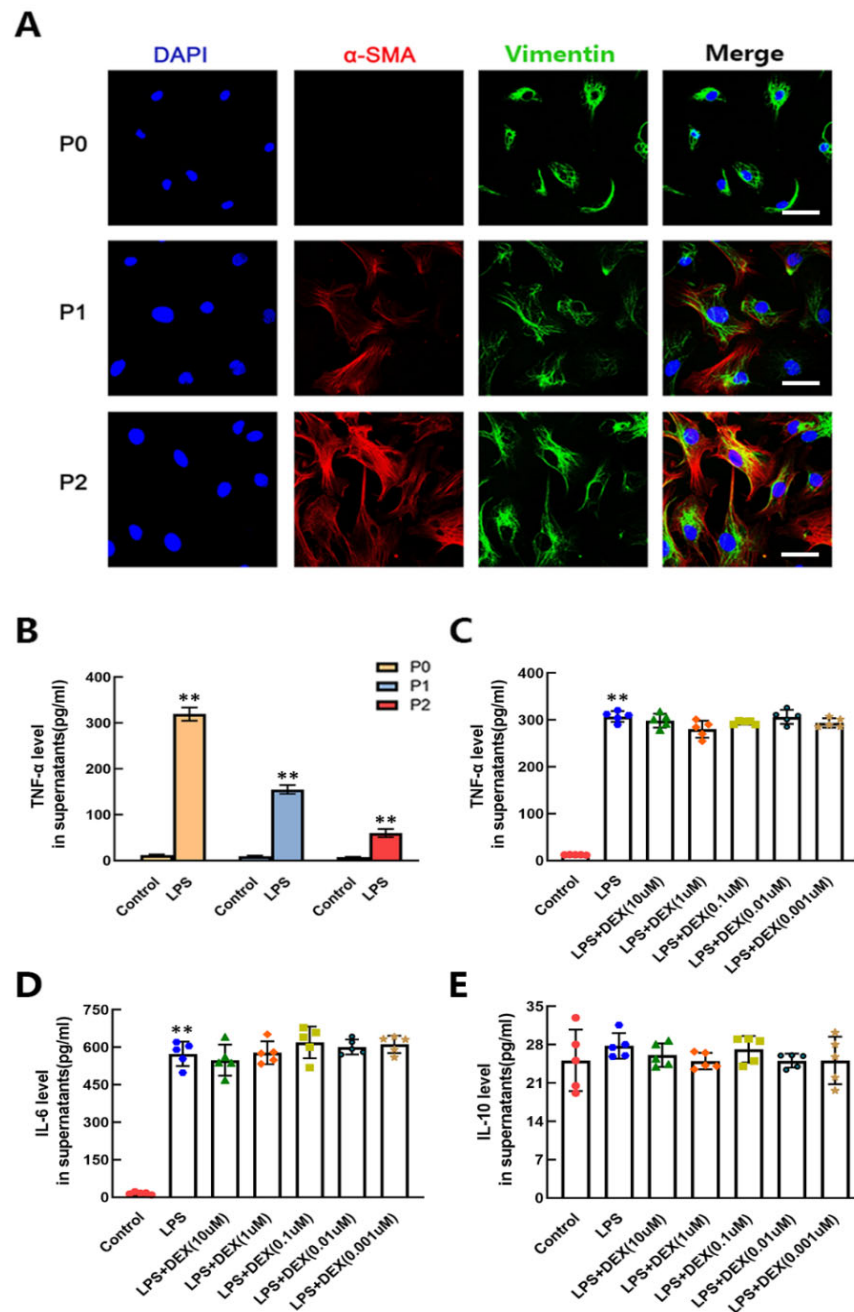 A
DAPI
α-SMA
Vimentin
Merge
P0
P1
P2
B
TNF-α level
in supernatants(pg/ml)
400
300
200
100
0
**
**
**
P0
P1
P2
Control
LPS
Control
LPS
Control
LPS
C
TNF-α level
in supernatants(pg/ml)
400
300
200
100
0
**
Control
LPS
LPS+DEX(10uM)
LPS+DEX(1uM)
LPS+DEX(0.1uM)
LPS+DEX(0.01uM)
LPS+DEX(0.001uM)
D
IL-6 level
in supernatants(pg/ml)
750
600
450
300
150
0
**
Control
LPS
LPS+DEX(10uM)
LPS+DEX(1uM)
LPS+DEX(0.1uM)
LPS+DEX(0.01uM)
LPS+DEX(0.001uM)
E
IL-10 level
in supernatants(pg/ml)
35
28
21
14
7
0
Control
LPS
LPS+DEX(10uM)
LPS+DEX(1uM)
LPS+DEX(0.1uM)
LPS+DEX(0.01uM)
LPS+DEX(0.001uM)